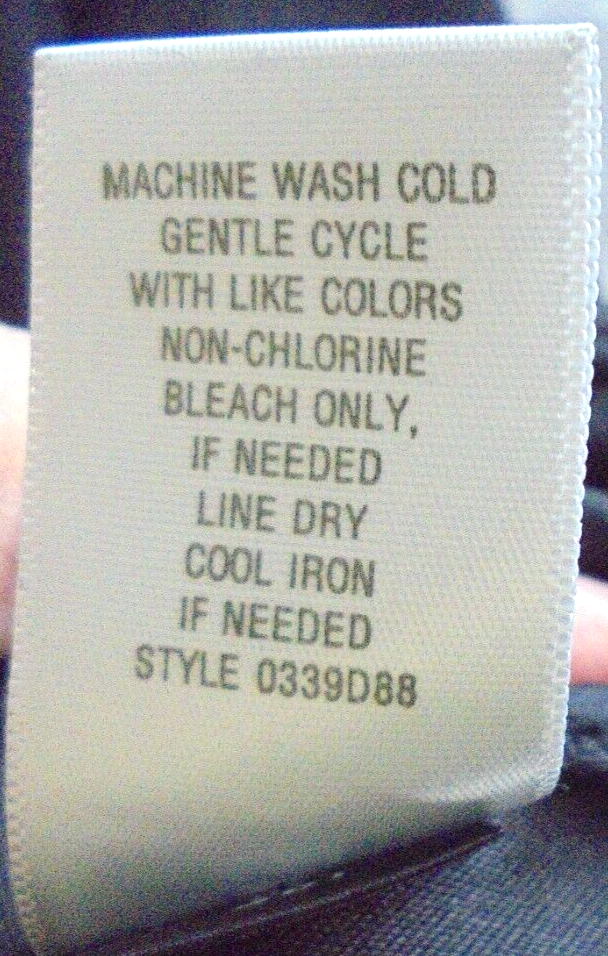 MACHINE WASH COLD
GENTLE CYCLE
WITH LIKE COLORS
NON-CHLORINE
BLEACH ONLY,
IF NEEDED
LINE DRY
COOL IRON
IF NEEDED
STYLE 0339D88